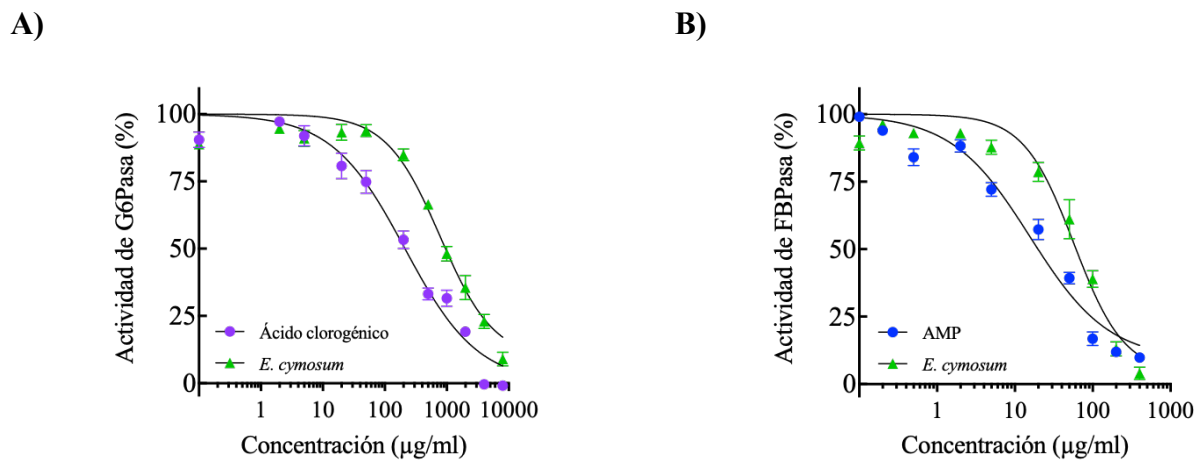 A)
B)
Actividad de G6Pasa (%)
100
75
50
25
0
Ácido clorogénico
E. cymosum
1
10
100
1000
10000
Concentración (µg/ml)
Actividad de FBPasa (%)
100
75
50
25
0
AMP
E. cymosum
1
10
100
1000
Concentración (µg/ml)